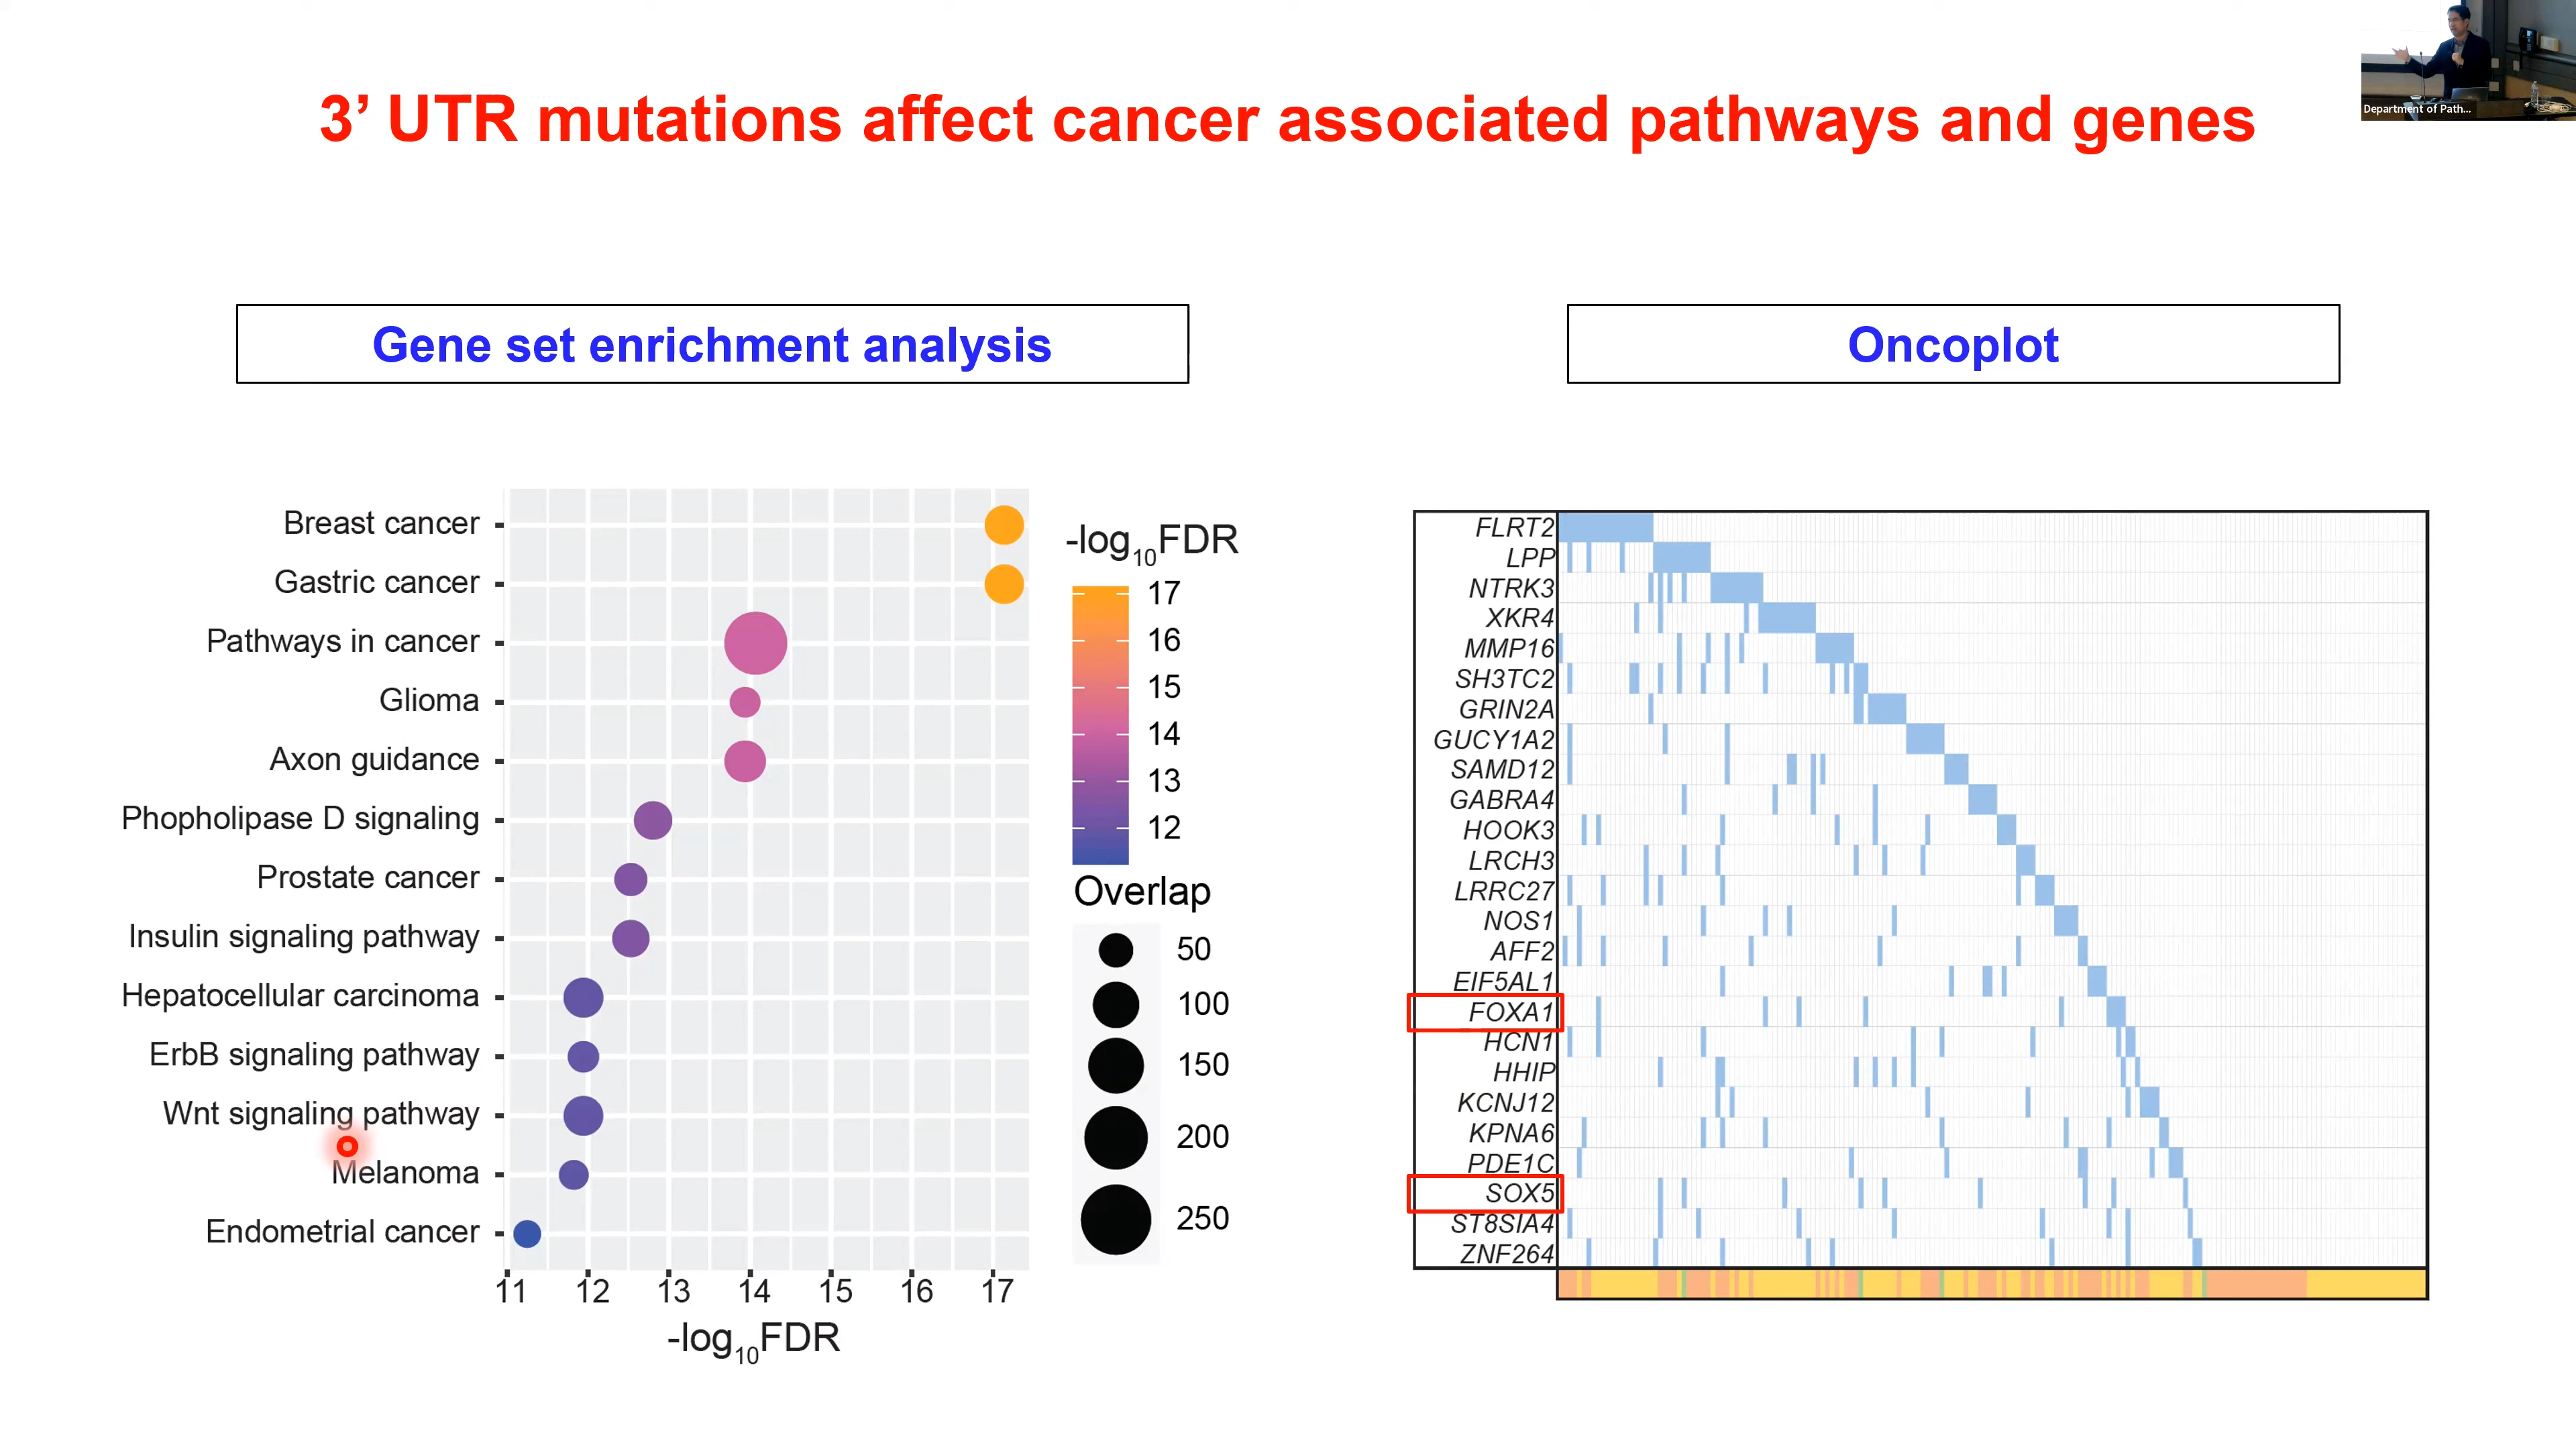 3’ UTR mutations affect cancer associated pathways and genes
Department of Path...
Gene set enrichment analysis
Breast cancer
Gastric cancer
Pathways in cancer
Glioma
Axon guidance
Phopholipase D signaling
Prostate cancer
Insulin signaling pathway
Hepatocellular carcinoma
ErbB signaling pathway
Wnt signaling pathway
Melanoma
Endometrial cancer
11 12 13 14 15 16 17
-log10FDR
-log10FDR
17
16
15
14
13
12
Overlap
50
100
150
200
250
Oncoplot
FLRT2
LPP
NTRK3
XKR4
MMP16
SH3TC2
GRIN2A
GUCY1A2
SAMD12
GABRA4
HOOK3
LRCH3
LRRC27
NOS1
AFF2
EIF5AL1
FOXA1
HCN1
HHIP
KCNJ12
KPNA6
PDE1C
SOX5
ST8SIA4
ZNF264